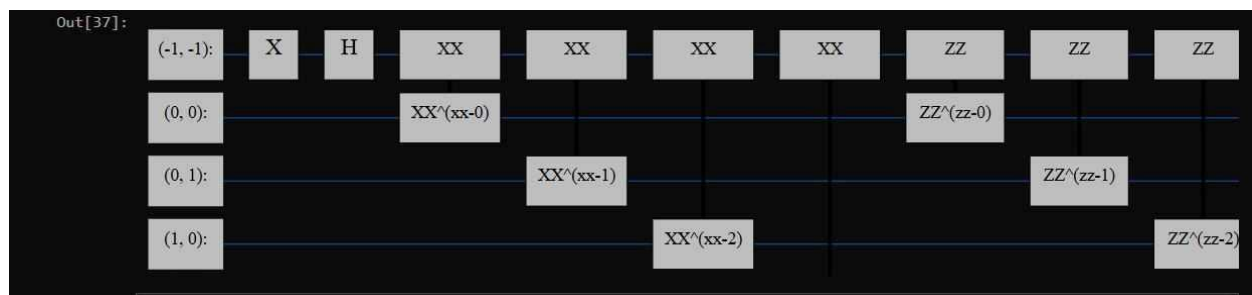 Out[37]:
(-1, -1): X H XX XX XX XX ZZ ZZ ZZ
(0, 0): XX^(xx-0) ZZ^(zz-0)
(0, 1): XX^(xx-1) ZZ^(zz-1)
(1, 0): XX^(xx-2) ZZ^(zz-2)